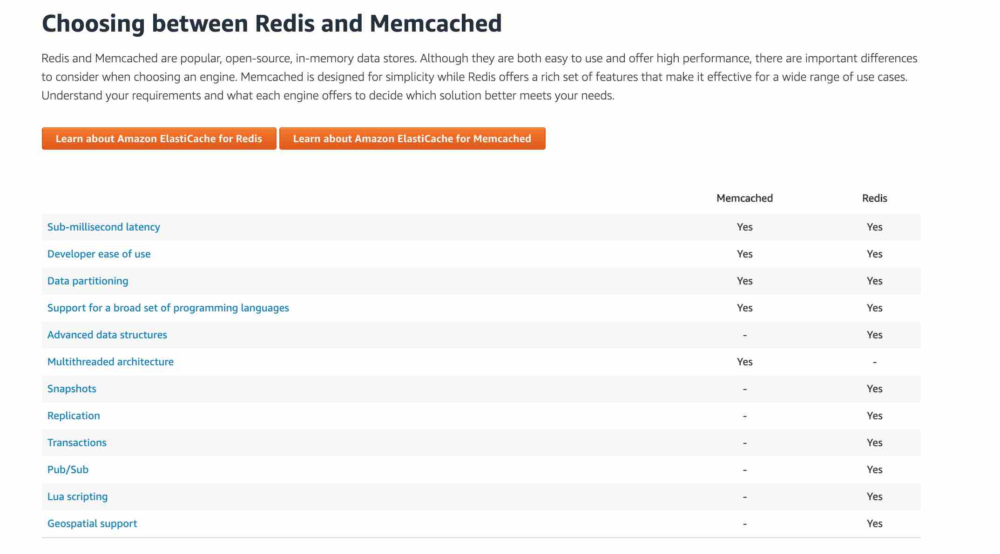 Choosing between Redis and Memcached
Redis and Memcached are popular, open-source, in-memory data stores. Although they are both easy to use and offer high performance, there are important differences
to consider when choosing an engine. Memcached is designed for simplicity while Redis offers a rich set of features that make it effective for a wide range of use cases.
Understand your requirements and what each engine offers to decide which solution better meets your needs.
Learn about Amazon ElastiCache for Redis Learn about Amazon ElastiCache for Memcached
Memcached Redis
Sub-millisecond latency Yes Yes
Developer ease of use Yes Yes
Data partitioning Yes Yes
Support for a broad set of programming languages Yes Yes
Advanced data structures - Yes
Multithreaded architecture Yes -
Snapshots - Yes
Replication - Yes
Transactions - Yes
Pub/Sub - Yes
Lua scripting - Yes
Geospatial support - Yes